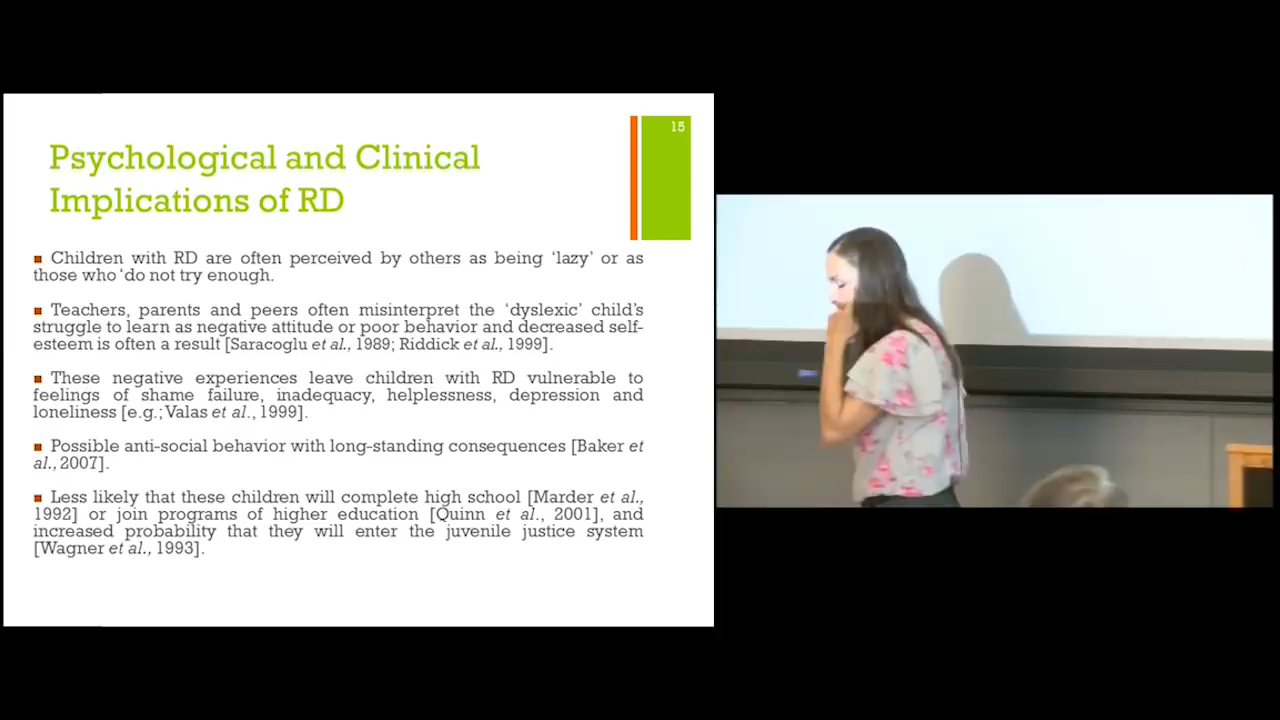 15
Psychological and Clinical
Implications of RD
Children with RD are often perceived by others as being ‘lazy’ or as
those who ‘do not try enough.
Teachers, parents and peers often misinterpret the ‘dyslexic’ child’s
struggle to learn as negative attitude or poor behavior and decreased self-
esteem is often a result [Saracoglu et al., 1989; Riddick et al., 1999].
These negative experiences leave children with RD vulnerable to
feelings of shame failure, inadequacy, helplessness, depression and
loneliness [e.g.; Valas et al., 1999].
Possible anti-social behavior with long-standing consequences [Baker et
al., 2007].
Less likely that these children will complete high school [Marder et al.,
1992] or join programs of higher education [Quinn et al., 2001], and
increased probability that they will enter the juvenile justice system
[Wagner et al., 1993].